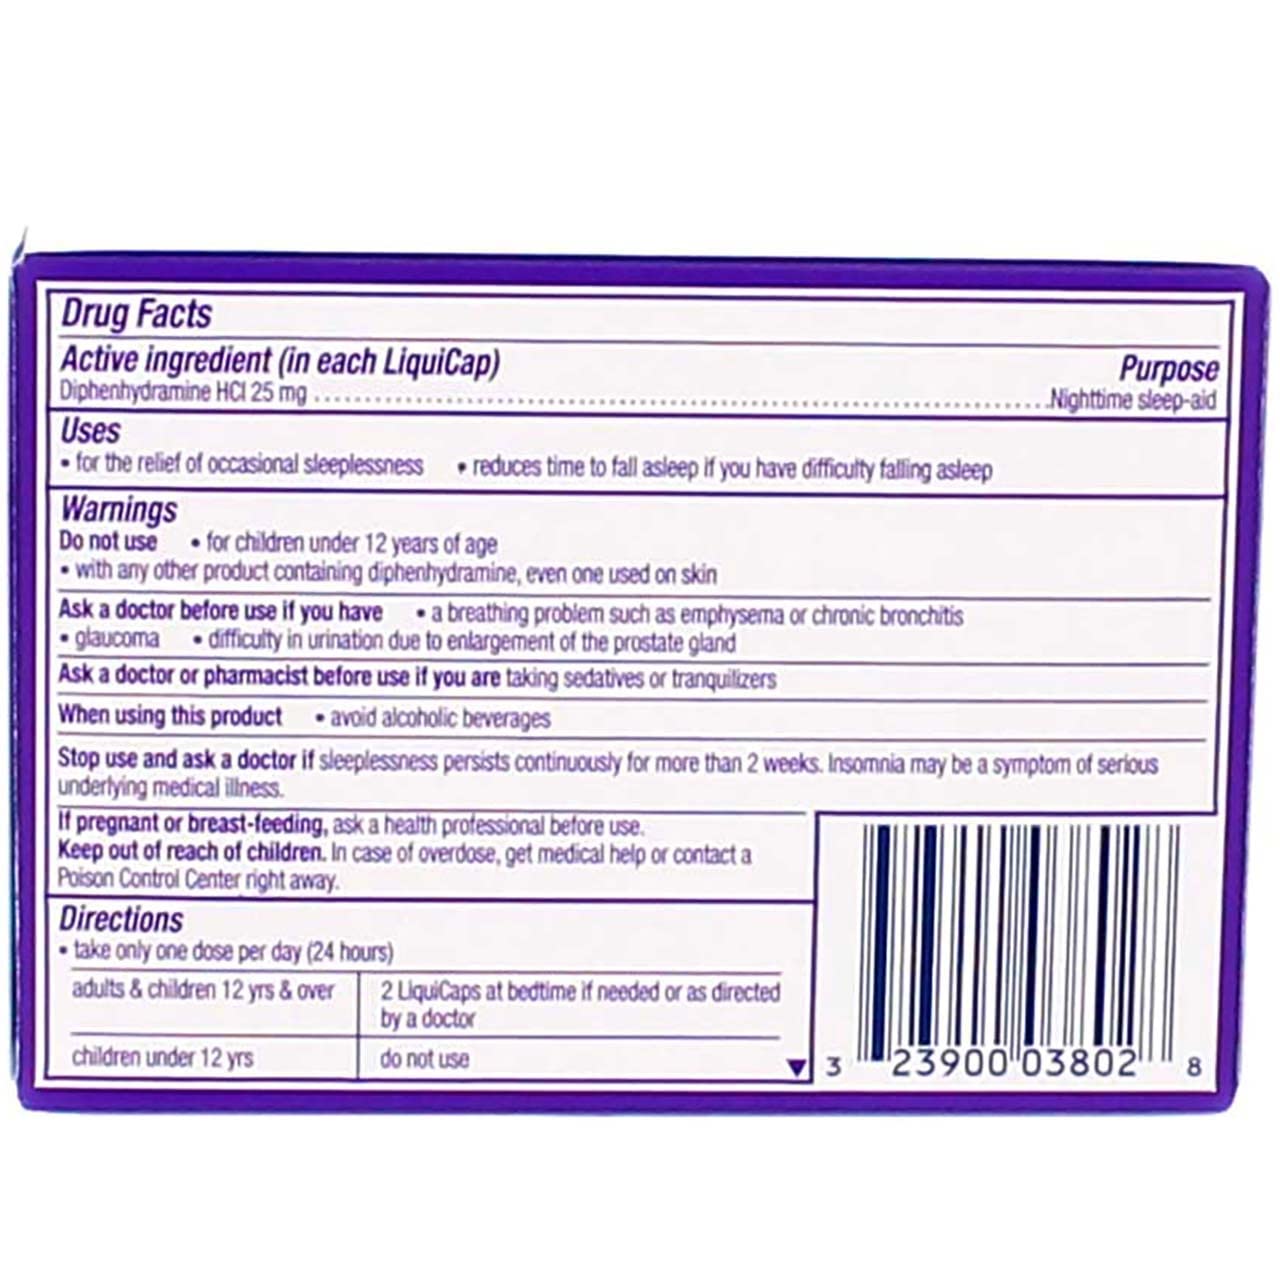 Drug Facts
Active ingredient (in each LiquiCap) Purpose
Diphenhydramine HCl 25 mg ........................................................................ Nighttime sleep-aid
Uses
• for the relief of occasional sleeplessness • reduces time to fall asleep if you have difficulty falling asleep
Warnings
Do not use • for children under 12 years of age
• with any other product containing diphenhydramine, even one used on skin
Ask a doctor before use if you have • a breathing problem such as emphysema or chronic bronchitis
• glaucoma • difficulty in urination due to enlargement of the prostate gland
Ask a doctor or pharmacist before use if you are taking sedatives or tranquilizers
When using this product • avoid alcoholic beverages
Stop use and ask a doctor if sleeplessness persists continuously for more than 2 weeks. Insomnia may be a symptom of serious
underlying medical illness.
If pregnant or breast-feeding, ask a health professional before use.
Keep out of reach of children. In case of overdose, get medical help or contact a
Poison Control Center right away.
Directions
• take only one dose per day (24 hours)
adults & children 12 yrs & over 2 LiquiCaps at bedtime if needed or as directed
by a doctor
children under 12 yrs do not use
3 23900 03802 8